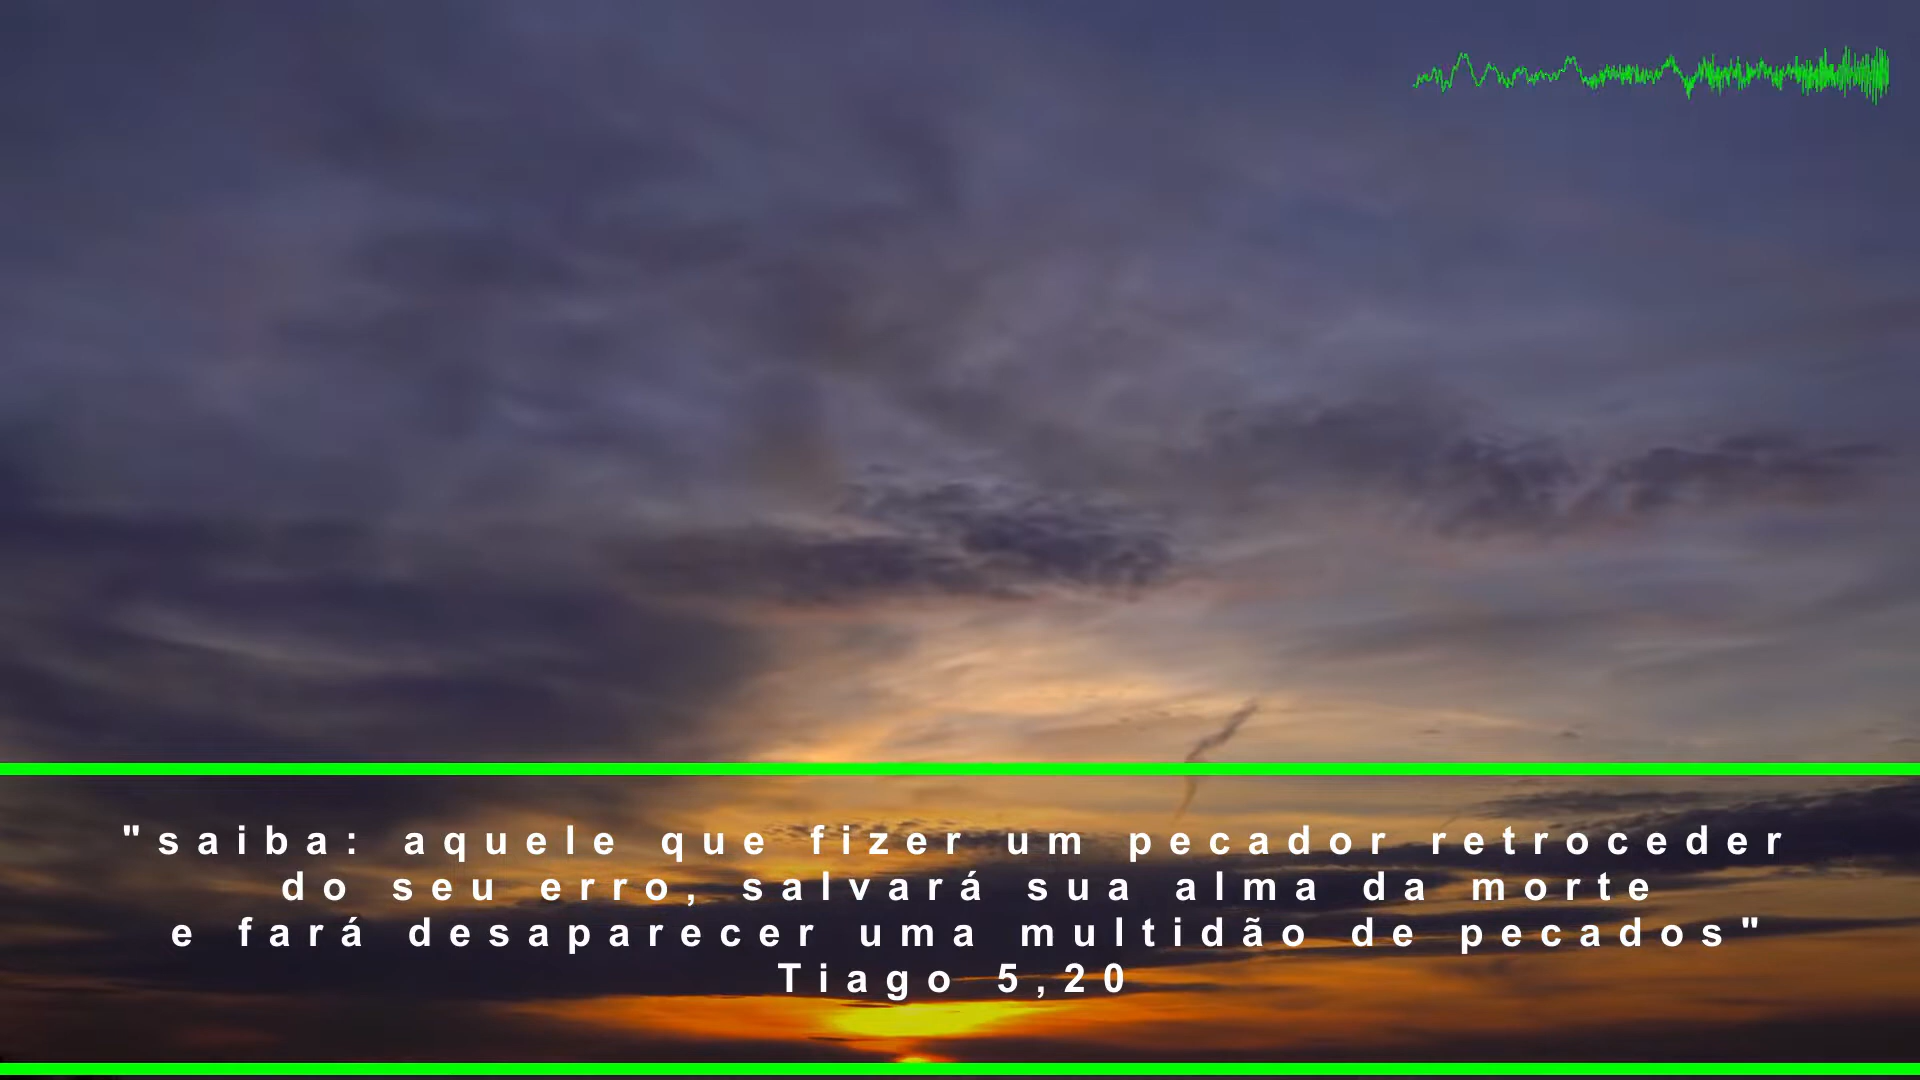 "saiba: aquele que fizer um pecador retroceder
do seu erro, salvará sua alma da morte
e fará desaparecer uma multidão de pecados"
Tiago 5,20